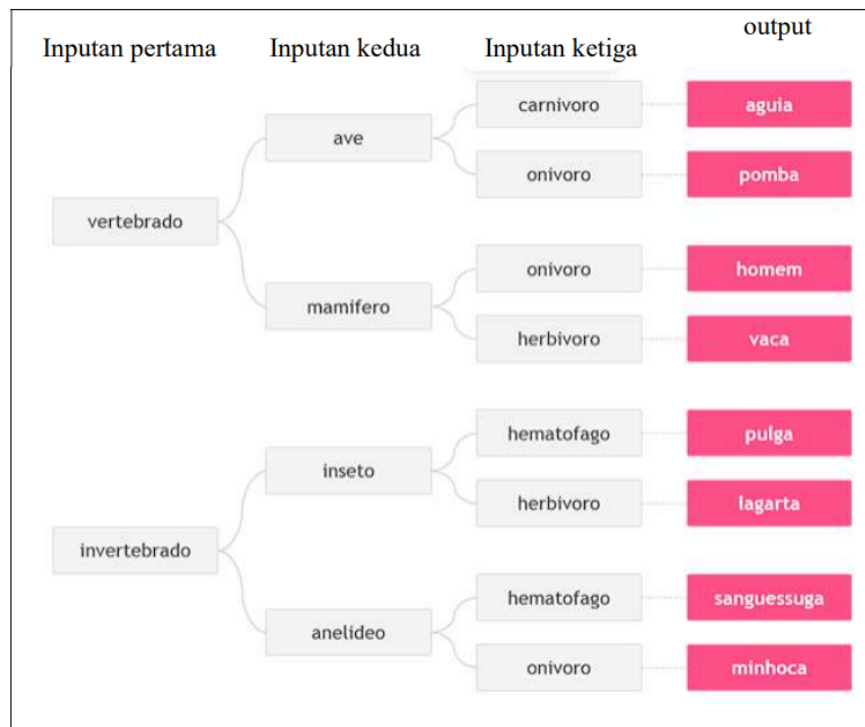 Inputan pertama
Inputan kedua
Inputan ketiga
output
vertebrado
ave
carnivoro
aguia
onivoro
pomba
mamifero
onivoro
homem
herbivoro
vaca
invertebrado
inseto
hematofago
pulga
herbivoro
lagarta
anelideo
hematofago
sanguessuga
onivoro
minhoca